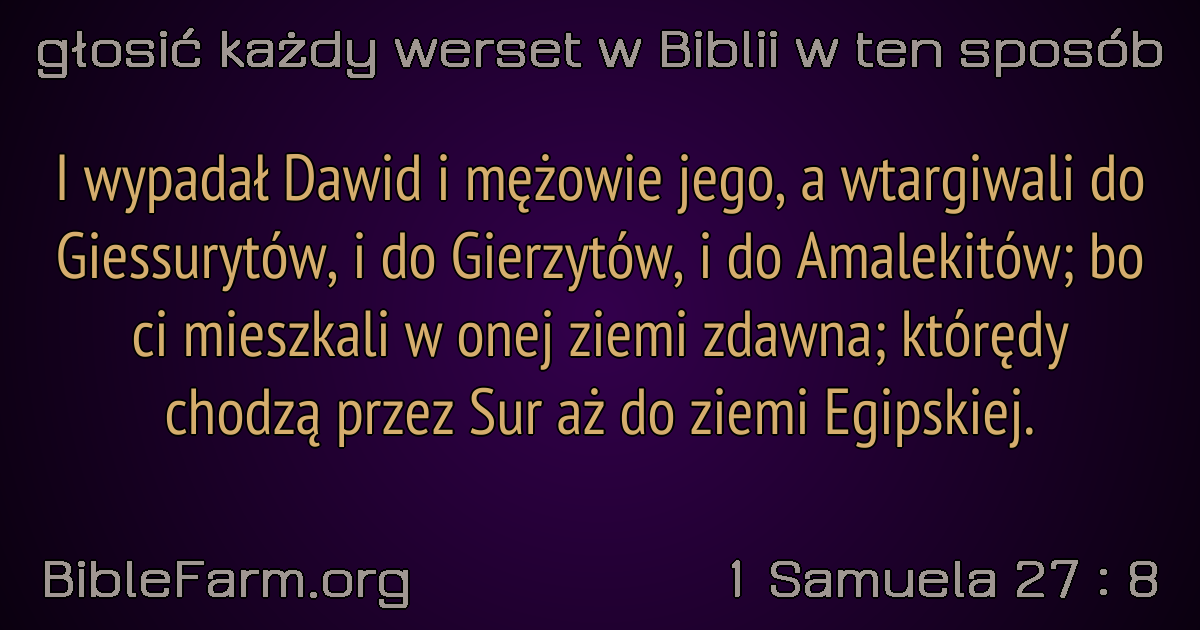 głosić każdy werset w Biblii w ten sposób
I wypadał Dawid i mężowie jego, a wtargiwali do
Giessurytów, i do Gierzytów, i do Amalekitów; bo
ci mieszkali w onej ziemi zdawna; którędy
chodzą przez Sur aż do ziemi Egipskiej.
BibleFarm.org
1 Samuela 27 : 8